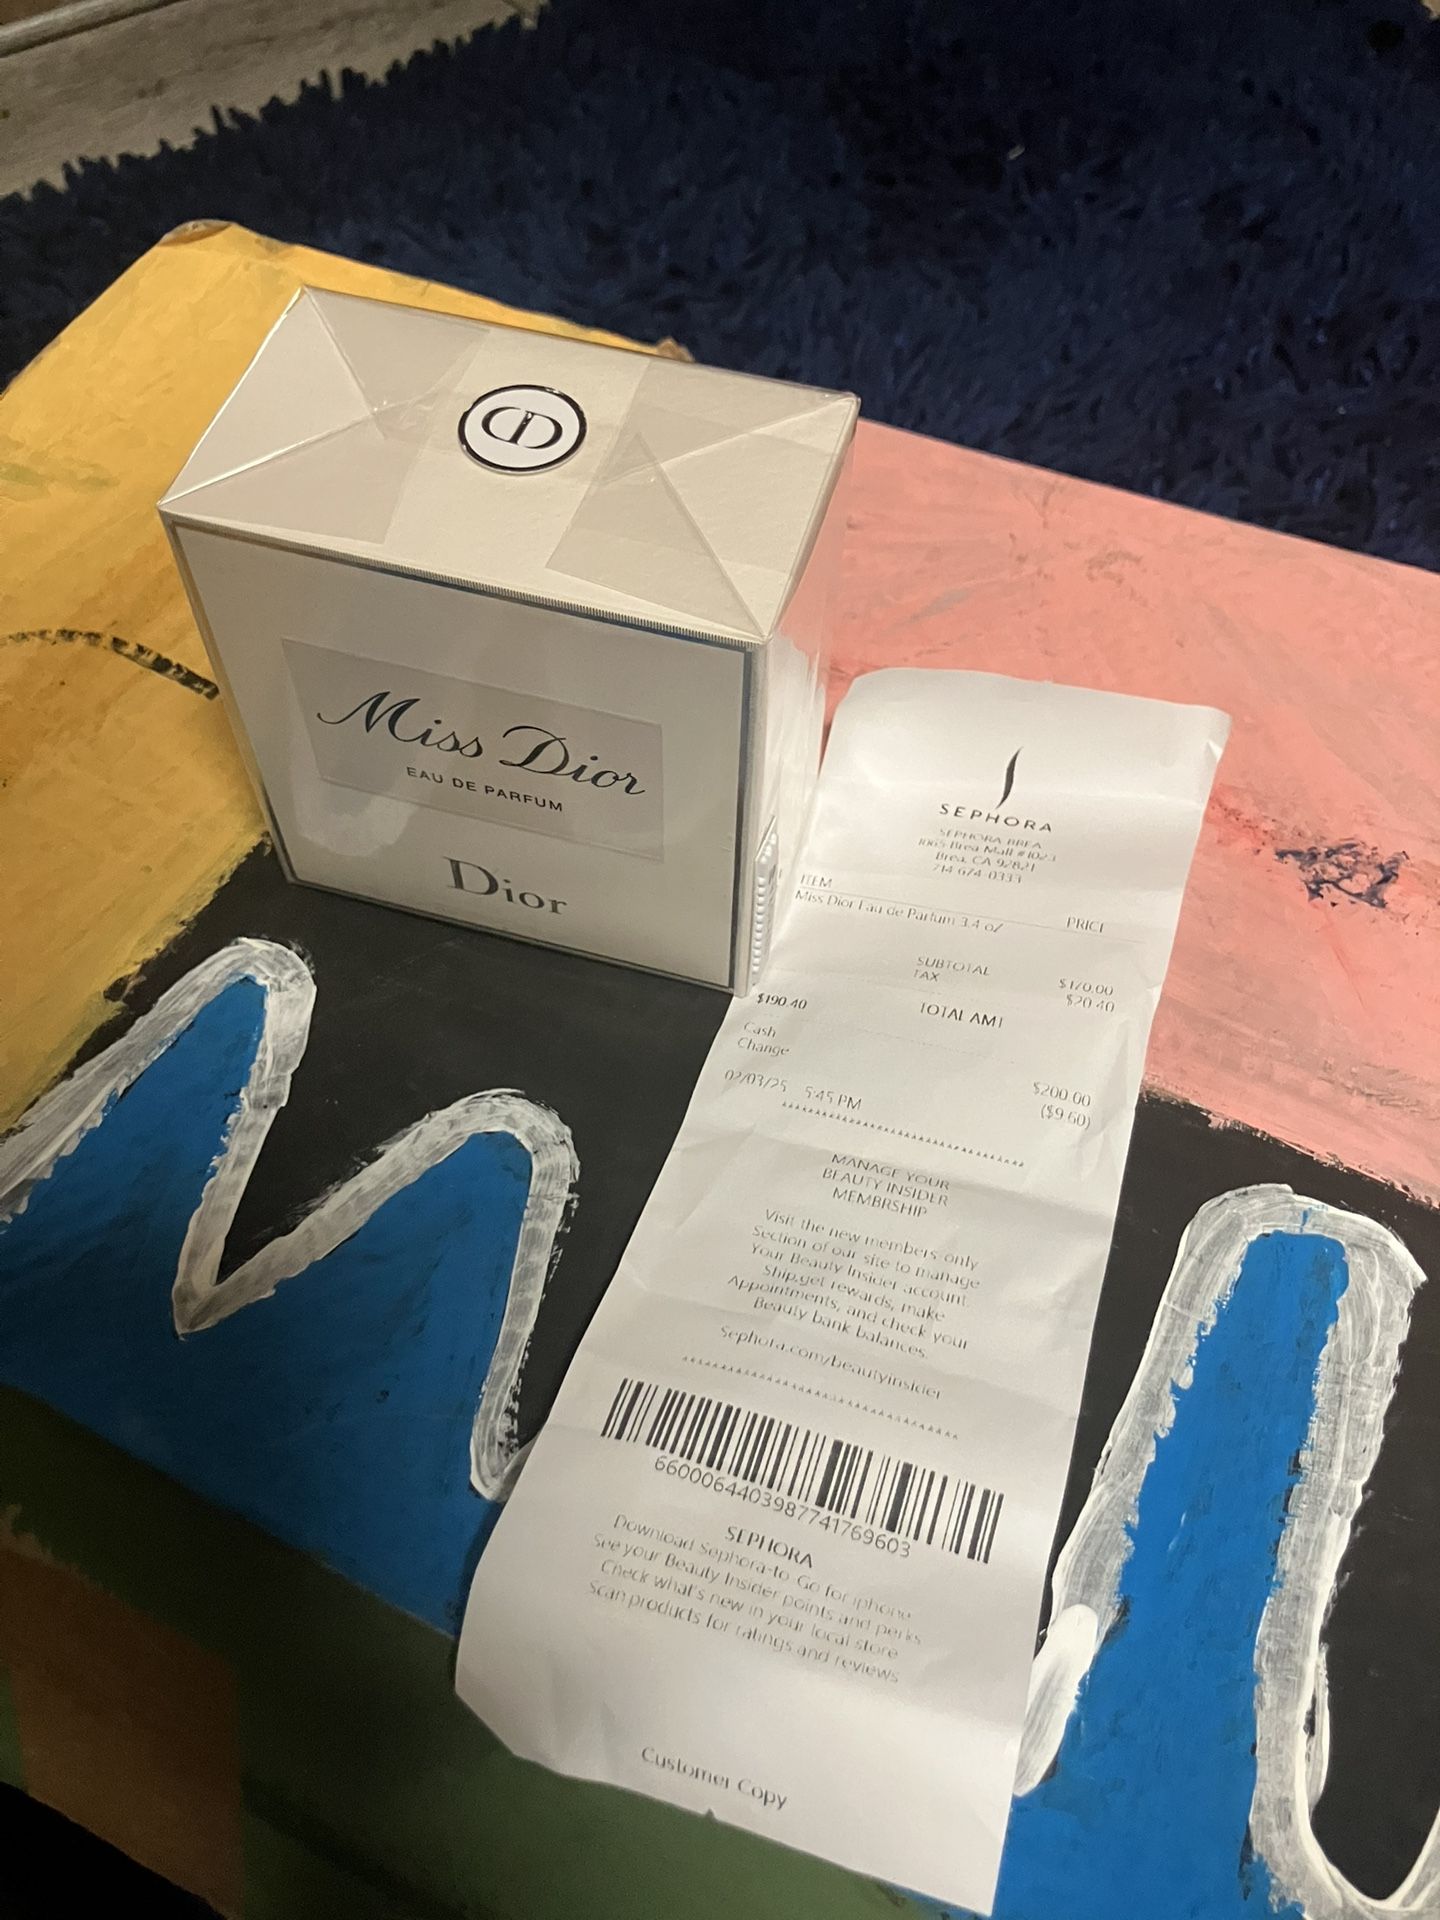 CD
Miss Dior
EAU DE PARFUM
Dior
SEPHORA
SEPHORA BREA
1065 Brea Mall #1023
Brea, CA 92821
714-674-0333
ITEM PRICE
Miss Dior Eau de Parfum 3.4 oz
SUBTOTAL $170.00
TAX $20.40
$190.40 TOTAL AMT
Cash $200.00
Change ($9.60)
02/03/25 5:45 PM
MANAGE YOUR
BEAUTY INSIDER
MEMBRSHIP
Visit the new members-only
Section of our site to manage
Your Beauty Insider account.
Ship,get rewards, make
Appointments, and check your
Beauty bank balances.
Sephora.com/beautyinsider
6600064403987741769603
SEPHORA
Download Sephora-to Go for iphone
See your Beauty Insider points and perks
Check what's new in your local store
Scan products for ratings and reviews
Customer Copy